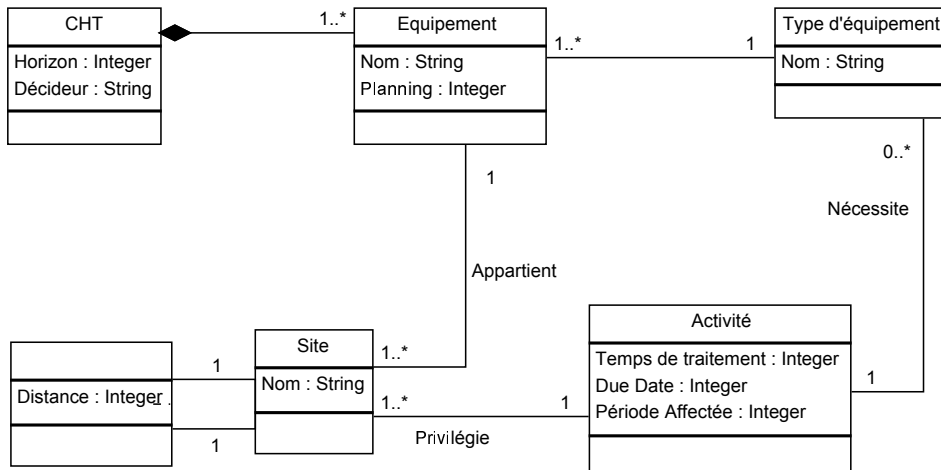 CHT
Horizon : Integer
Décideur : String
1..*
Equipement
Nom : String
Planning : Integer
1..*
1
Type d'équipement
Nom : String
1
0..*
Nécessite
Appartient
Activité
Temps de traitement : Integer
Due Date : Integer
Période Affectée : Integer
1
Distance : Integer
1
1
Site
Nom : String
1..*
1..*
1
Privilégie